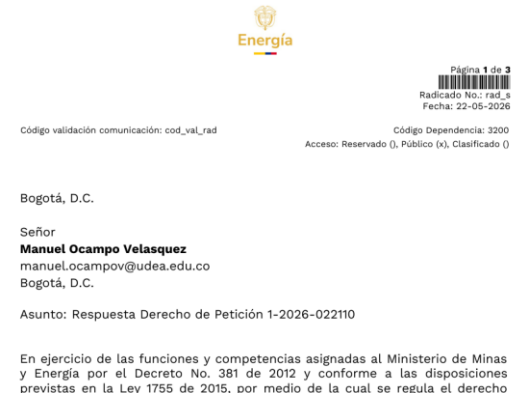 Energía
Página 1 de 3
Radicado No.: rad_s
Fecha: 22-05-2026
Código validación comunicación: cod_val_rad
Código Dependencia: 3200
Acceso: Reservado (), Público (x), Clasificado ()
Bogotá, D.C.
Señor
Manuel Ocampo Velasquez
manuel.ocampov@udea.edu.co
Bogotá, D.C.
Asunto: Respuesta Derecho de Petición 1-2026-022110
En ejercicio de las funciones y competencias asignadas al Ministerio de Minas
y Energía por el Decreto No. 381 de 2012 y conforme a las disposiciones
previstas en la Ley 1755 de 2015, por medio de la cual se regula el derecho